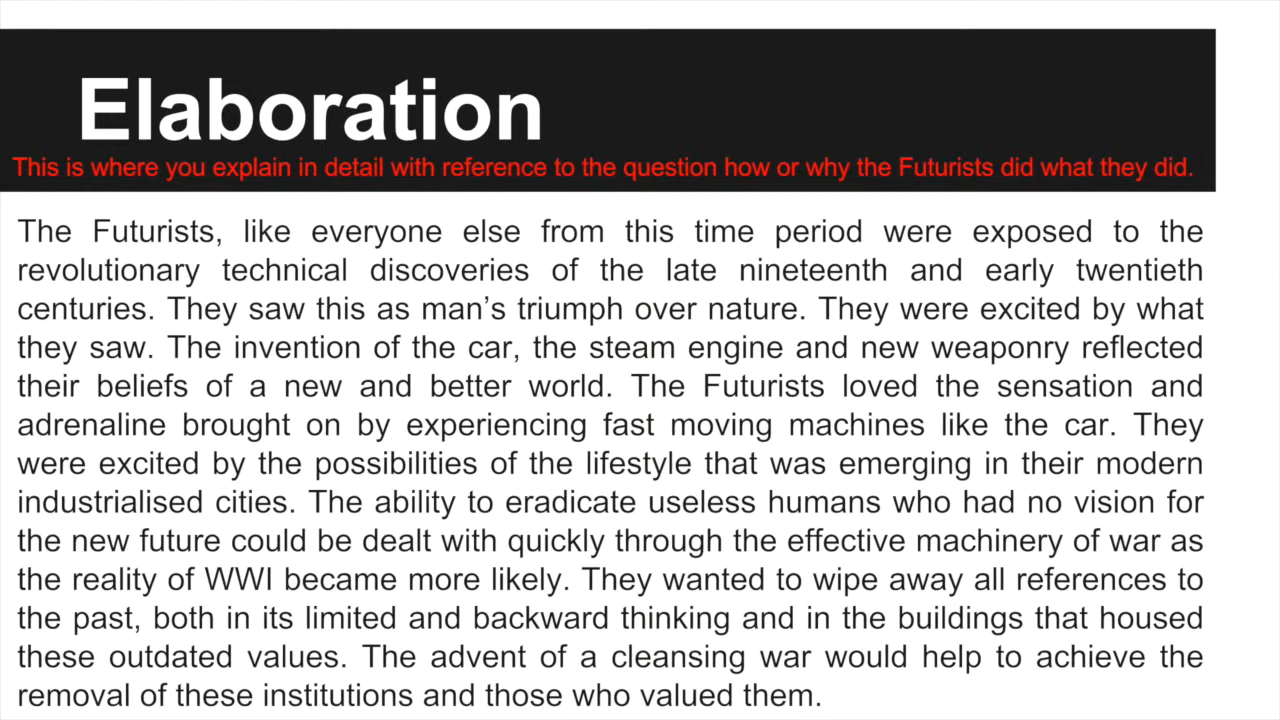 Elaboration
This is where you explain in detail with reference to the question how or why the Futurists did what they did.
The Futurists, like everyone else from this time period were exposed to the
revolutionary technical discoveries of the late nineteenth and early twentieth
centuries. They saw this as man’s triumph over nature. They were excited by what
they saw. The invention of the car, the steam engine and new weaponry reflected
their beliefs of a new and better world. The Futurists loved the sensation and
adrenaline brought on by experiencing fast moving machines like the car. They
were excited by the possibilities of the lifestyle that was emerging in their modern
industrialised cities. The ability to eradicate useless humans who had no vision for
the new future could be dealt with quickly through the effective machinery of war as
the reality of WWI became more likely. They wanted to wipe away all references to
the past, both in its limited and backward thinking and in the buildings that housed
these outdated values. The advent of a cleansing war would help to achieve the
removal of these institutions and those who valued them.